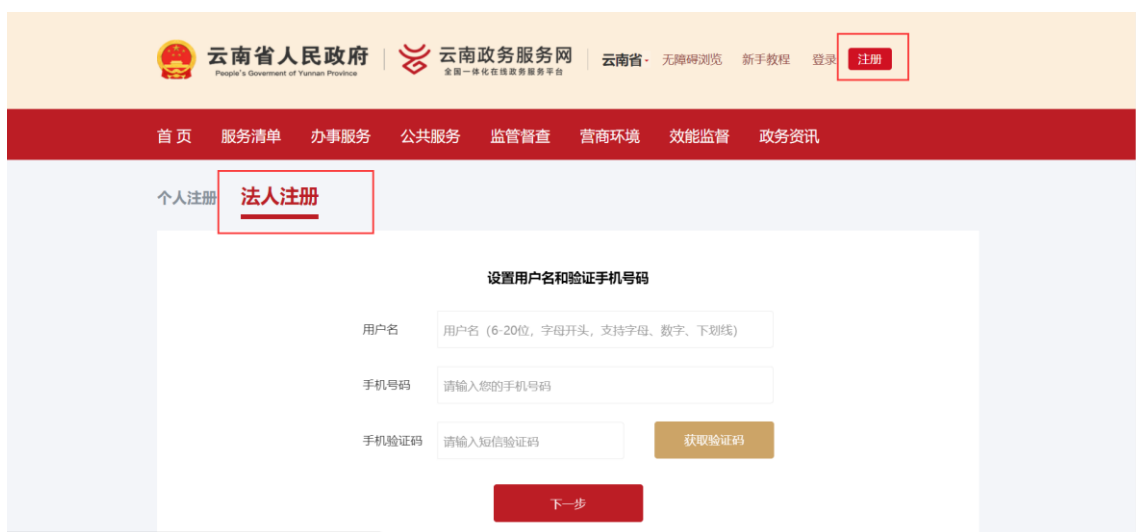 云南省人民政府
People's Goverment of Yunnan Province
云南政务服务网
全国一体化在线政务服务平台
云南省
无障碍浏览
新手教程
登录
注册
首页 服务清单 办事服务 公共服务 监管督查 营商环境 效能监督 政务资讯
个人注册 法人注册
设置用户名和验证手机号码
用户名 用户名（6-20位，字母开头，支持字母、数字、下划线）
手机号码 请输入您的手机号码
手机验证码 请输入短信验证码 获取验证码
下一步